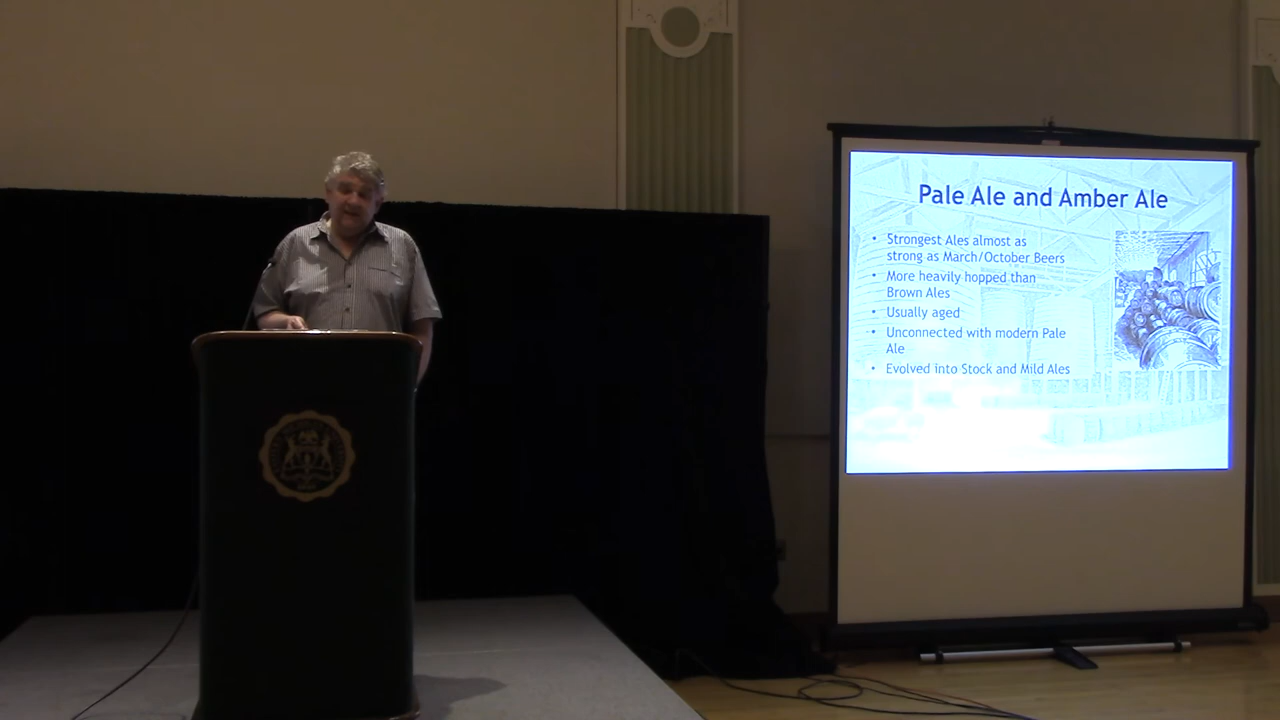 Pale Ale and Amber Ale
• Strongest Ales almost as
strong as March/October Beers
• More heavily hopped than
Brown Ales
• Usually aged
• Unconnected with modern Pale
Ale
• Evolved into Stock and Mild Ales